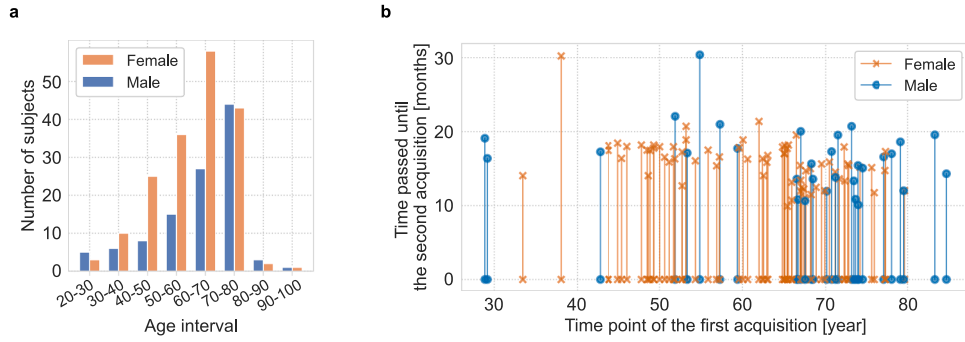 a
Number of subjects
50
40
30
20
10
0
Female
Male
20-30
30-40
40-50
50-60
60-70
70-80
80-90
90-100
Age interval
b
Time passed until
the second acquisition [months]
30
20
10
0
Female
Male
30
40
50
60
70
80
Time point of the first acquisition [year]